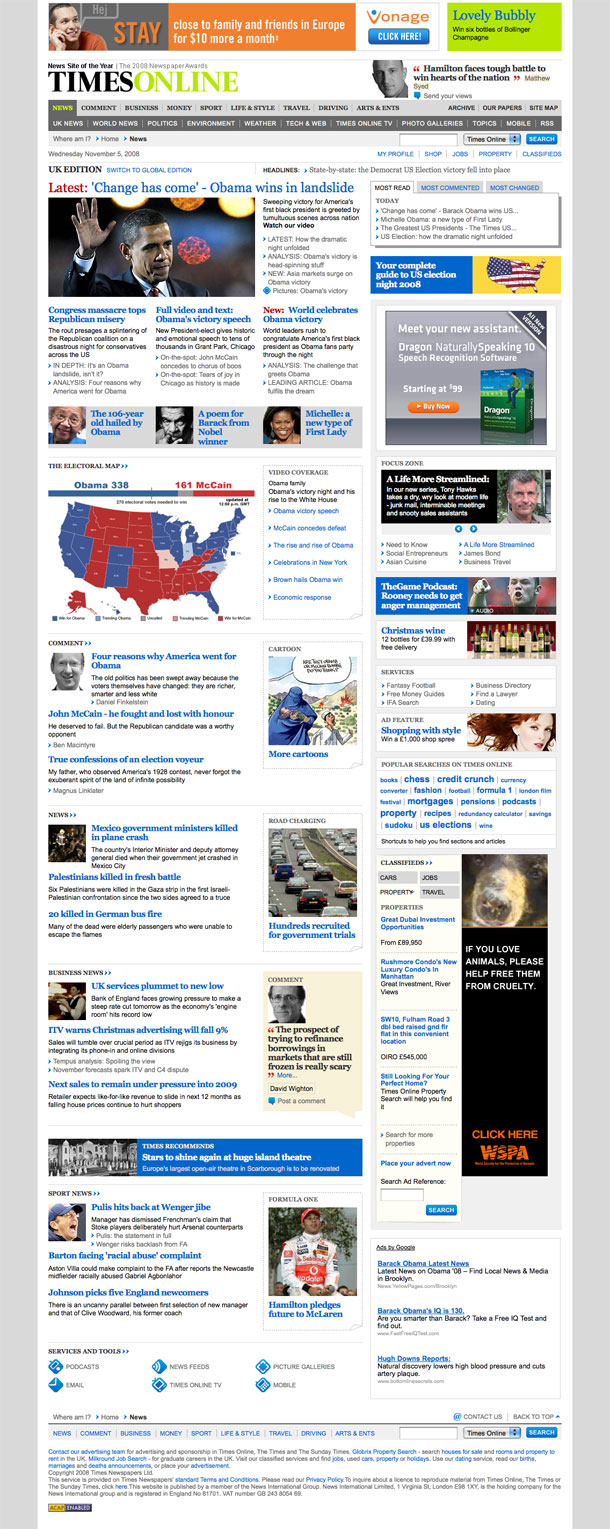 STAY
close to family and friends in Europe
for $10 more a month
VONAGE
CLICK HERE!
Lovely Bubbly
Win six bottles of Bollinger
Champagne
News Site of the Year | The 2008 Newspaper Awards
TIMESONLINE
Hamilton faces tough battle to
win hearts of the nation Matthew
Syed
Send your views
NEWS COMMENT BUSINESS MONEY SPORT LIFE & STYLE TRAVEL DRIVING ARTS & ENTS ARCHIVE OUR PAPERS SITE MAP
UK NEWS WORLD NEWS POLITICS ENVIRONMENT WEATHER TECH & WEB TIMES ONLINE TV PHOTO GALLERIES TOPICS MOBILE RSS
Where am I? Home News Times Online SEARCH
Wednesday November 5, 2008 MY PROFILE SHOP JOBS PROPERTY CLASSIFIEDS
UK EDITION SWITCH TO GLOBAL EDITION HEADLINES: State-by-state: the Democrat US Election victory fell into place
Latest: 'Change has come' - Obama wins in landslide
Sweeping victory for America's
first black president is greeted by
tumultuous scenes across nation
Watch our video
LATEST: How the dramatic
night unfolded
ANALYSIS: Obama's victory is
head-spinning stuff
NEW: Asia markets surge on
Obama victory
Pictures: Obama's victory
MOST READ MOST COMMENTED MOST CHANGED
TODAY
'Change has come' - Barack Obama wins US...
Michelle Obama: a new type of First Lady
The Greatest US Presidents - The Times US...
US Election: how the dramatic night unfolded
Your complete
guide to US election
night 2008
Congress massacre tops
Republican misery
The rout presages a splintering of
the Republican coalition on a
disastrous night for conservatives
across the US
IN DEPTH: It's an Obama
landslide, isn't it?
ANALYSIS: Four reasons why
America went for Obama
Full video and text:
Obama's victory speech
New President-elect gives historic
and emotional speech to tens of
thousands in Grant Park, Chicago
On-the-spot: John McCain
concedes to chorus of boos
On-the-spot: Tears of joy in
Chicago as history is made
New: World celebrates
Obama victory
World leaders rush to
congratulate America's first black
president as Obama fans party
through the night
ANALYSIS: The challenge that
greets Obama
LEADING ARTICLE: Obama
fulfils the dream
All New
VERSION
Meet your new assistant.
Dragon NaturallySpeaking 10
Speech Recognition Software
Starting at $99
Buy Now
Dragon
The 106-year
old hailed by
Obama
A poem for
Barack from
Nobel
winner
Michelle: a
new type of
First Lady
THE ELECTORAL MAP
Obama 338 161 McCain
270 electoral votes needed to win
updated at
12:00 p.m. GMT
Win for Obama Trending Obama Uncalled Trending McCain Win for McCain
VIDEO COVERAGE
Obama family
Obama's victory night and his
rise to the White House
Obama victory speech
McCain concedes defeat
The rise and rise of Obama
Celebrations in New York
Brown hails Obama win
Economic response
FOCUS ZONE
A Life More Streamlined:
In our new series, Tony Hawks
takes a dry, wry look at modern life
- junk mail, interminable meetings
and snooty sales assistants
Need to Know
Social Entrepreneurs
Asian Cuisine
A Life More Streamlined
James Bond
Business Travel
TheGame Podcast:
Rooney needs to get
anger management
AUDIO
Christmas wine
12 bottles for £39.99 with
free delivery
SERVICES
Fantasy Football
Free Money Guides
IFA Search
Business Directory
Find a Lawyer
Dating
AD FEATURE
Shopping with style
Win a £1,000 shop spree
COMMENT
Four reasons why America went for
Obama
The old politics has been swept away because the
voters themselves have changed: they are richer,
smarter and less white
Daniel Finkelstein
John McCain - he fought and lost with honour
He deserved to fail. But the Republican candidate was a worthy
opponent
Ben Macintyre
True confessions of an election voyeur
My father, who observed America's 1928 contest, never forgot the
exuberant spirit of the land of infinite possibility
Magnus Linklater
CARTOON
More cartoons
POPULAR SEARCHES ON TIMES ONLINE
books | chess | credit crunch | currency
converter | fashion | football | formula 1 | london film
festival | mortgages | pensions | podcasts |
property | recipes | redundancy calculator | savings
| sudoku | us elections | wine
Shortcuts to help you find sections and articles
NEWS
Mexico government ministers killed
in plane crash
The country's Interior Minister and deputy attorney
general died when their government jet crashed in
Mexico City
Palestinians killed in fresh battle
Six Palestinians were killed in the Gaza strip in the first Israeli-
Palestinian confrontation since the two sides agreed to a truce
20 killed in German bus fire
Many of the dead were elderly passengers who were unable to
escape the flames
ROAD CHARGING
Hundreds recruited
for government trials
CLASSIFIEDS
CARS JOBS
PROPERTY TRAVEL
PROPERTIES
Great Dubai Investment
Opportunities
From £89,950
Rushmore Condo's New
Luxury Condo's In
Manhattan
Great Investment, River
Views
SW10, Fulham Road 3
dbl bed raised gnd fir
flat in this convenient
location
OIRO £545,000
Still Looking For Your
Perfect Home?
Times Online Property
Search will help you find
it
Search for more
properties
Place your advert now
Search Ad Reference:
SEARCH
IF YOU LOVE
ANIMALS, PLEASE
HELP FREE THEM
FROM CRUELTY.
CLICK HERE
WSPA
BUSINESS NEWS
UK services plummet to new low
Bank of England faces growing pressure to make a
steep rate cut tomorrow as the economy's 'engine
room' hits record low
ITV warns Christmas advertising will fall 9%
Sales will tumble over crucial period as ITV rejigs its business by
integrating its phone-in and online divisions
Tempus analysis: Spoiling the view
November forecasts spark ITV and C4 dispute
Next sales to remain under pressure into 2009
Retailer expects like-for-like revenue to slide in next 12 months as
falling house prices continue to hurt shoppers
COMMENT
The prospect of
trying to refinance
borrowings in
markets that are still
frozen is really scary
More...
David Wighton
Post a comment
TIMES RECOMMENDS
Stars to shine again at huge island theatre
Europe's largest open-air theatre in Scarborough is to be renovated
SPORT NEWS
Pulis hits back at Wenger jibe
Manager has dismissed Frenchman's claim that
Stoke players deliberately hurt Arsenal counterparts
Pulis: the statement in full
Wenger risks backlash from FA
Barton facing 'racial abuse' complaint
Aston Villa could make complaint to the FA after reports the Newcastle
midfielder racially abused Gabriel Agbonlahor
Johnson picks five England newcomers
There is an uncanny parallel between first selection of new manager
and that of Clive Woodward, his former coach
FORMULA ONE
Hamilton pledges
future to McLaren
Ads by Google
Barack Obama Latest News
Latest News on Obama '08 – Find Local News & Media
in Brooklyn.
News.YellowPages.com/Brooklyn
Barack Obama's IQ is 130.
Are you smarter than Barack? Take a Free IQ Test and
find out.
www.FastFreeIQTest.com
Hugh Downs Reports:
Natural discovery lowers high blood pressure and cuts
artery plaque.
www.bottomlinesecrets.com
SERVICES AND TOOLS
PODCASTS NEWS FEEDS PICTURE GALLERIES
EMAIL TIMES ONLINE TV MOBILE
Where am I? Home News CONTACT US BACK TO TOP
NEWS COMMENT BUSINESS MONEY SPORT LIFE & STYLE TRAVEL DRIVING ARTS & ENTS Times Online SEARCH
Contact our advertising team for advertising and sponsorship in Times Online, The Times and The Sunday Times. Globrix Property Search - search houses for sale and rooms and property to
rent in the UK. Milkround Job Search - for graduate careers in the UK. Visit our classified services and find jobs, used cars, property or holidays. Use our dating service, read our births,
marriages and deaths announcements, or place your advertisement.
Copyright 2008 Times Newspapers Ltd.
This service is provided on Times Newspapers' standard Terms and Conditions. Please read our Privacy Policy.To inquire about a licence to reproduce material from Times Online, The Times or
The Sunday Times, click here.This website is published by a member of the News International Group. News International Limited, 1 Virginia St, London E98 1XY, is the holding company for the
News International group and is registered in England No 81701. VAT number GB 243 8054 69.
ACAP ENABLED